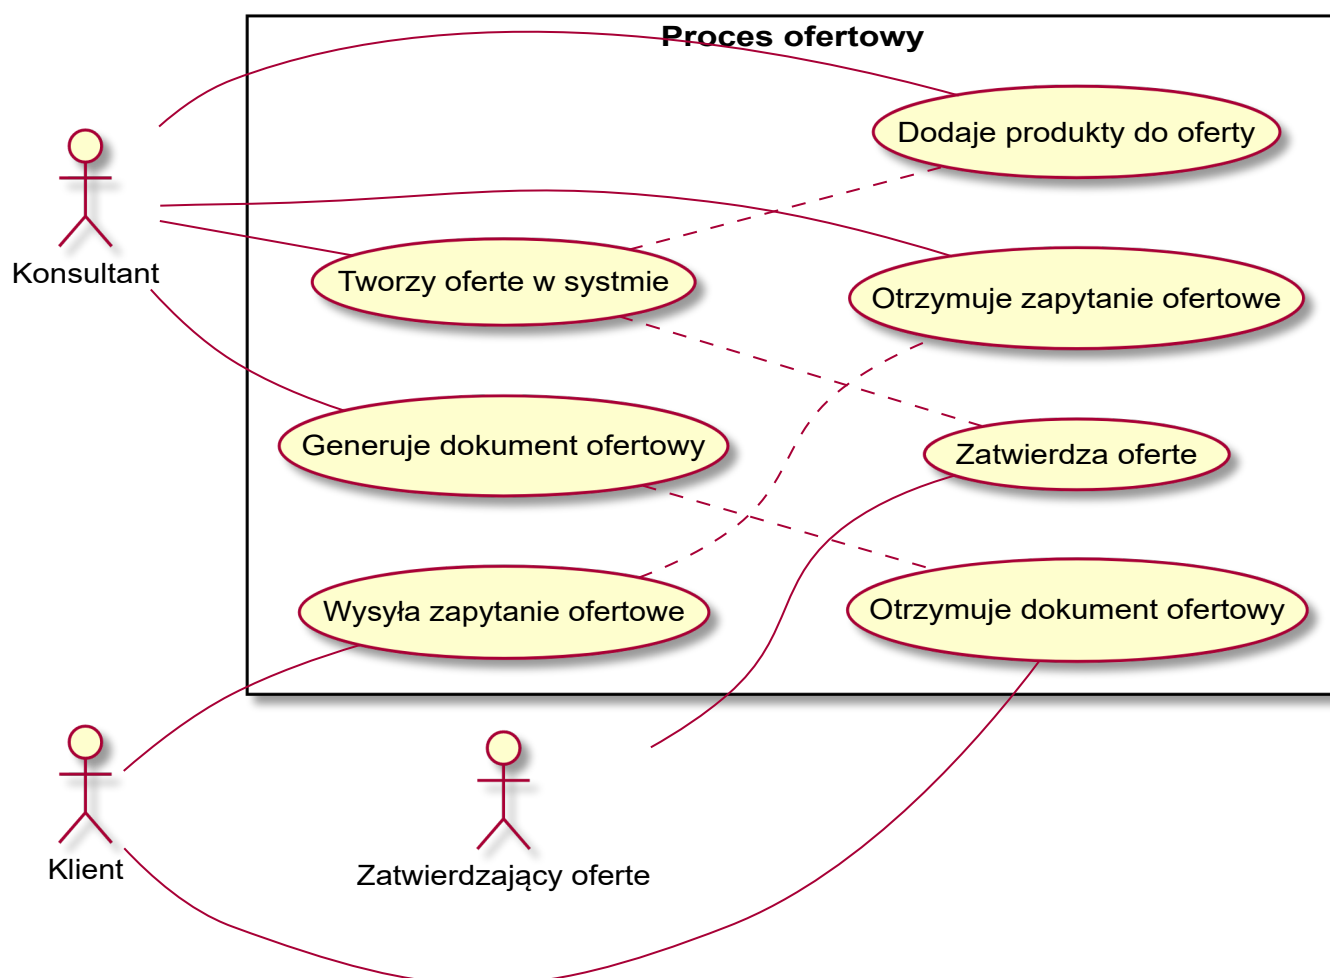 Proces ofertowy
Dodaje produkty do oferty
Konsultant
Tworzy oferte w systmie
Otrzymuje zapytanie ofertowe
Generuje dokument ofertowy
Zatwierdza oferte
Wysyła zapytanie ofertowe
Otrzymuje dokument ofertowy
Klient
Zatwierdzający oferte